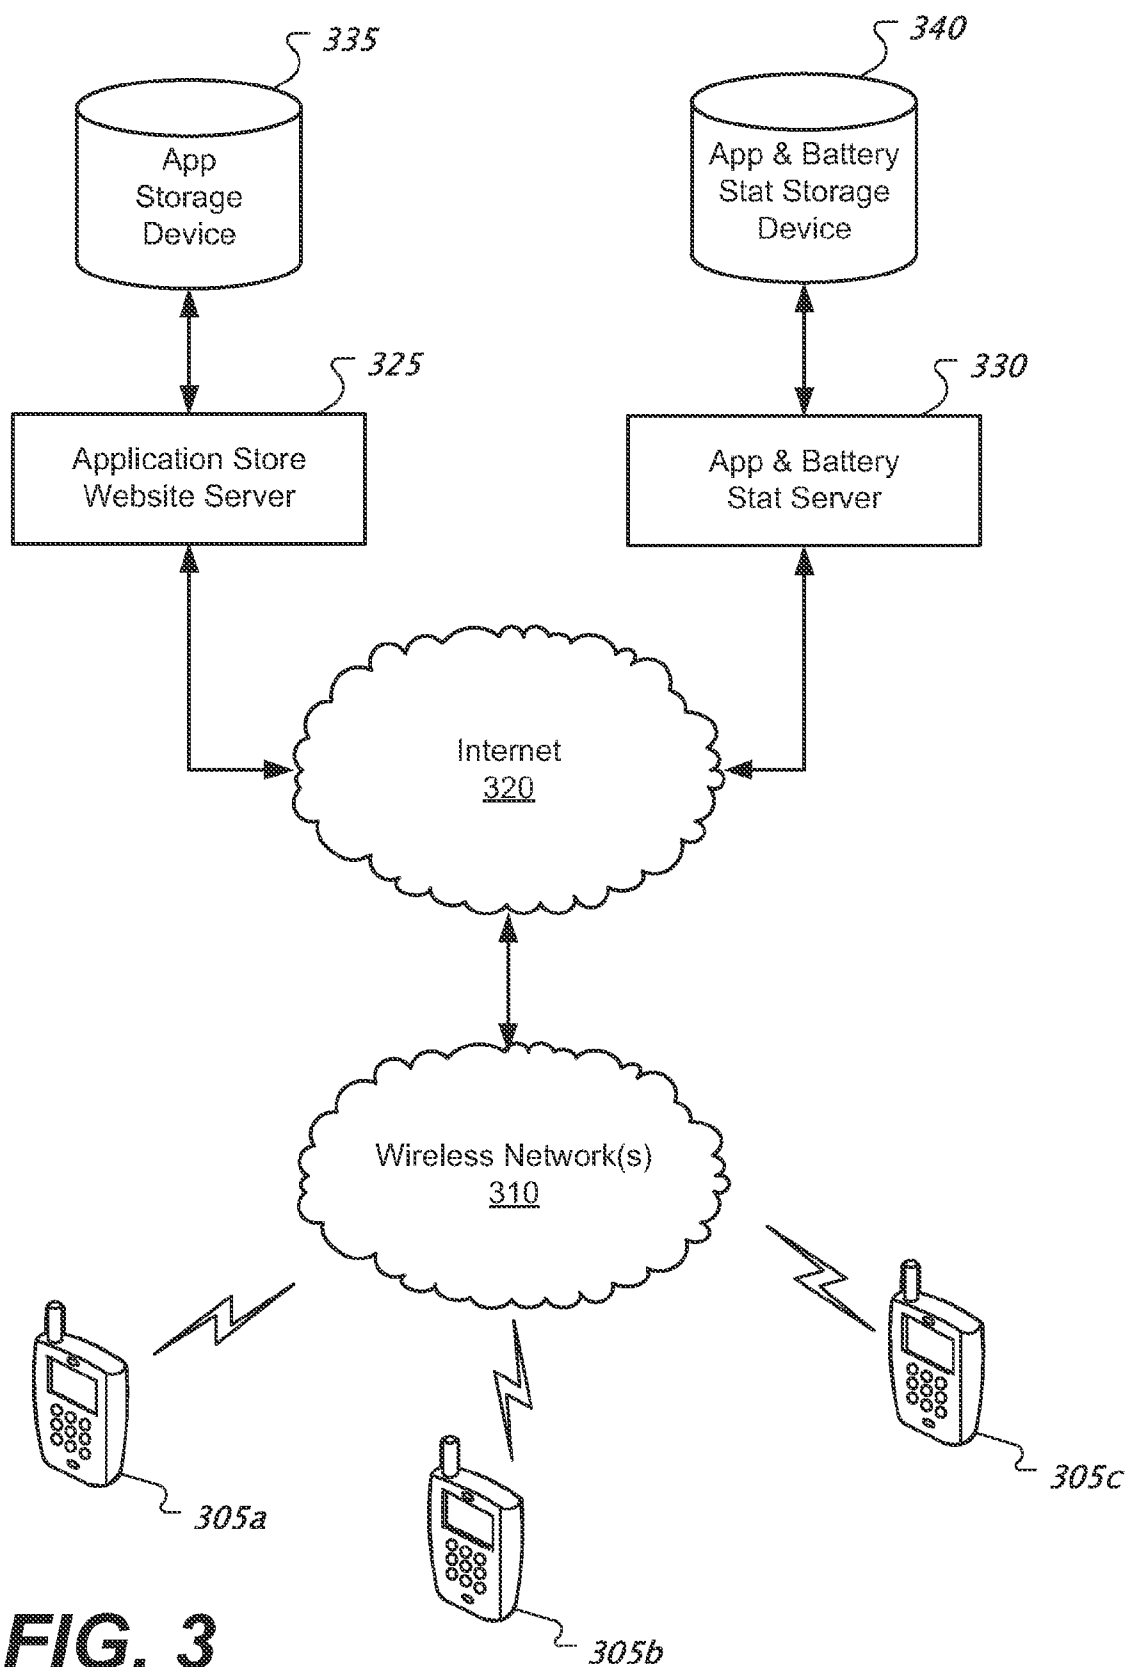 335
340
App
Storage
Device
App & Battery
Stat Storage
Device
325
330
Application Store
Website Server
App & Battery
Stat Server
Internet
320
Wireless Network(s)
310
305a
305b
305c
FIG. 3